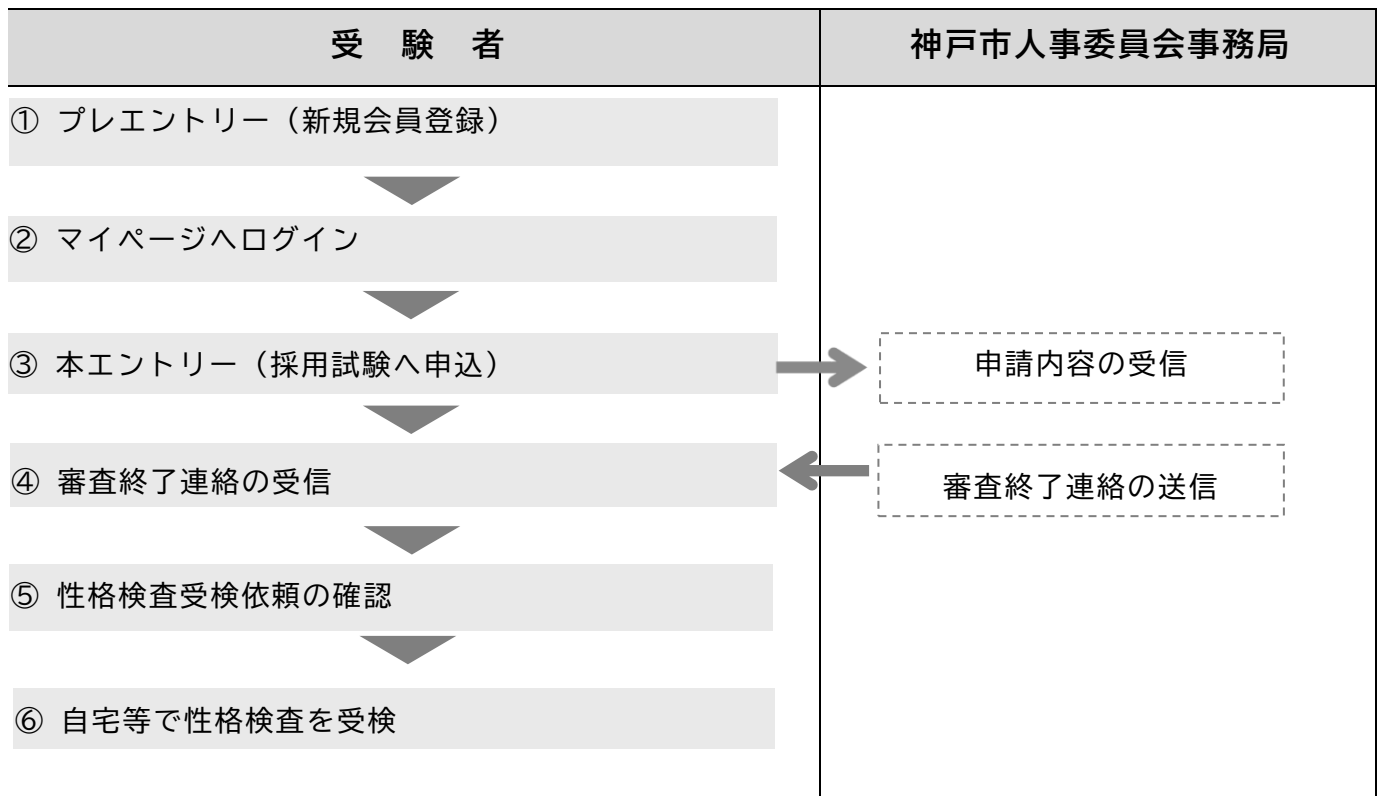 受　験　者
神戸市人事委員会事務局
① プレエントリー（新規会員登録）
② マイページへログイン
③ 本エントリー（採用試験へ申込）
申請内容の受信
④ 審査終了連絡の受信
審査終了連絡の送信
⑤ 性格検査受検依頼の確認
⑥ 自宅等で性格検査を受検